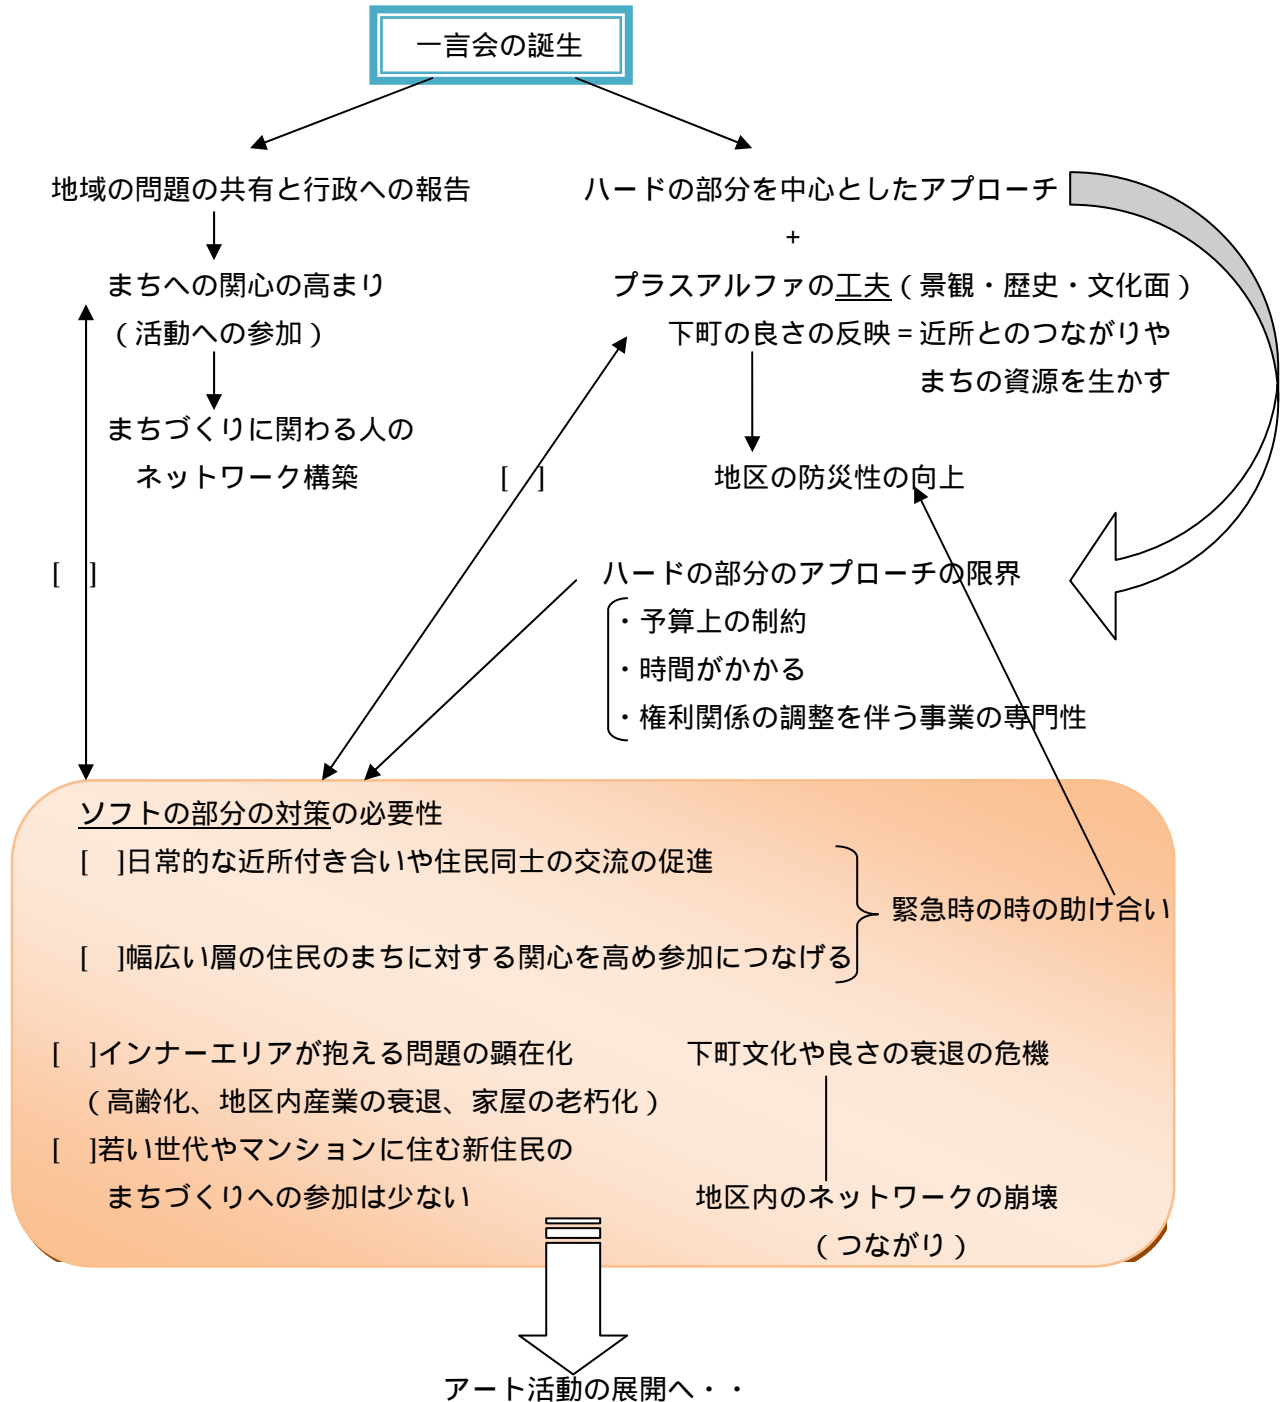 一言会の誕生
地域の問題の共有と行政への報告
ハードの部分を中心としたアプローチ
+
まちへの関心の高まり
（活動への参加）
プラスアルファの工夫（景観・歴史・文化面）
下町の良さの反映＝近所とのつながりや
まちの資源を生かす
まちづくりに関わる人の
ネットワーク構築
[　]
地区の防災性の向上
[　]
ハードの部分のアプローチの限界
・予算上の制約
・時間がかかる
・権利関係の調整を伴う事業の専門性
ソフトの部分の対策の必要性
[　]日常的な近所付き合いや住民同士の交流の促進
緊急時の時の助け合い
[　]幅広い層の住民のまちに対する関心を高め参加につなげる
[　]インナーエリアが抱える問題の顕在化
（高齢化、地区内産業の衰退、家屋の老朽化）
下町文化や良さの衰退の危機
[　]若い世代やマンションに住む新住民の
まちづくりへの参加は少ない
地区内のネットワークの崩壊
（つながり）
アート活動の展開へ・・